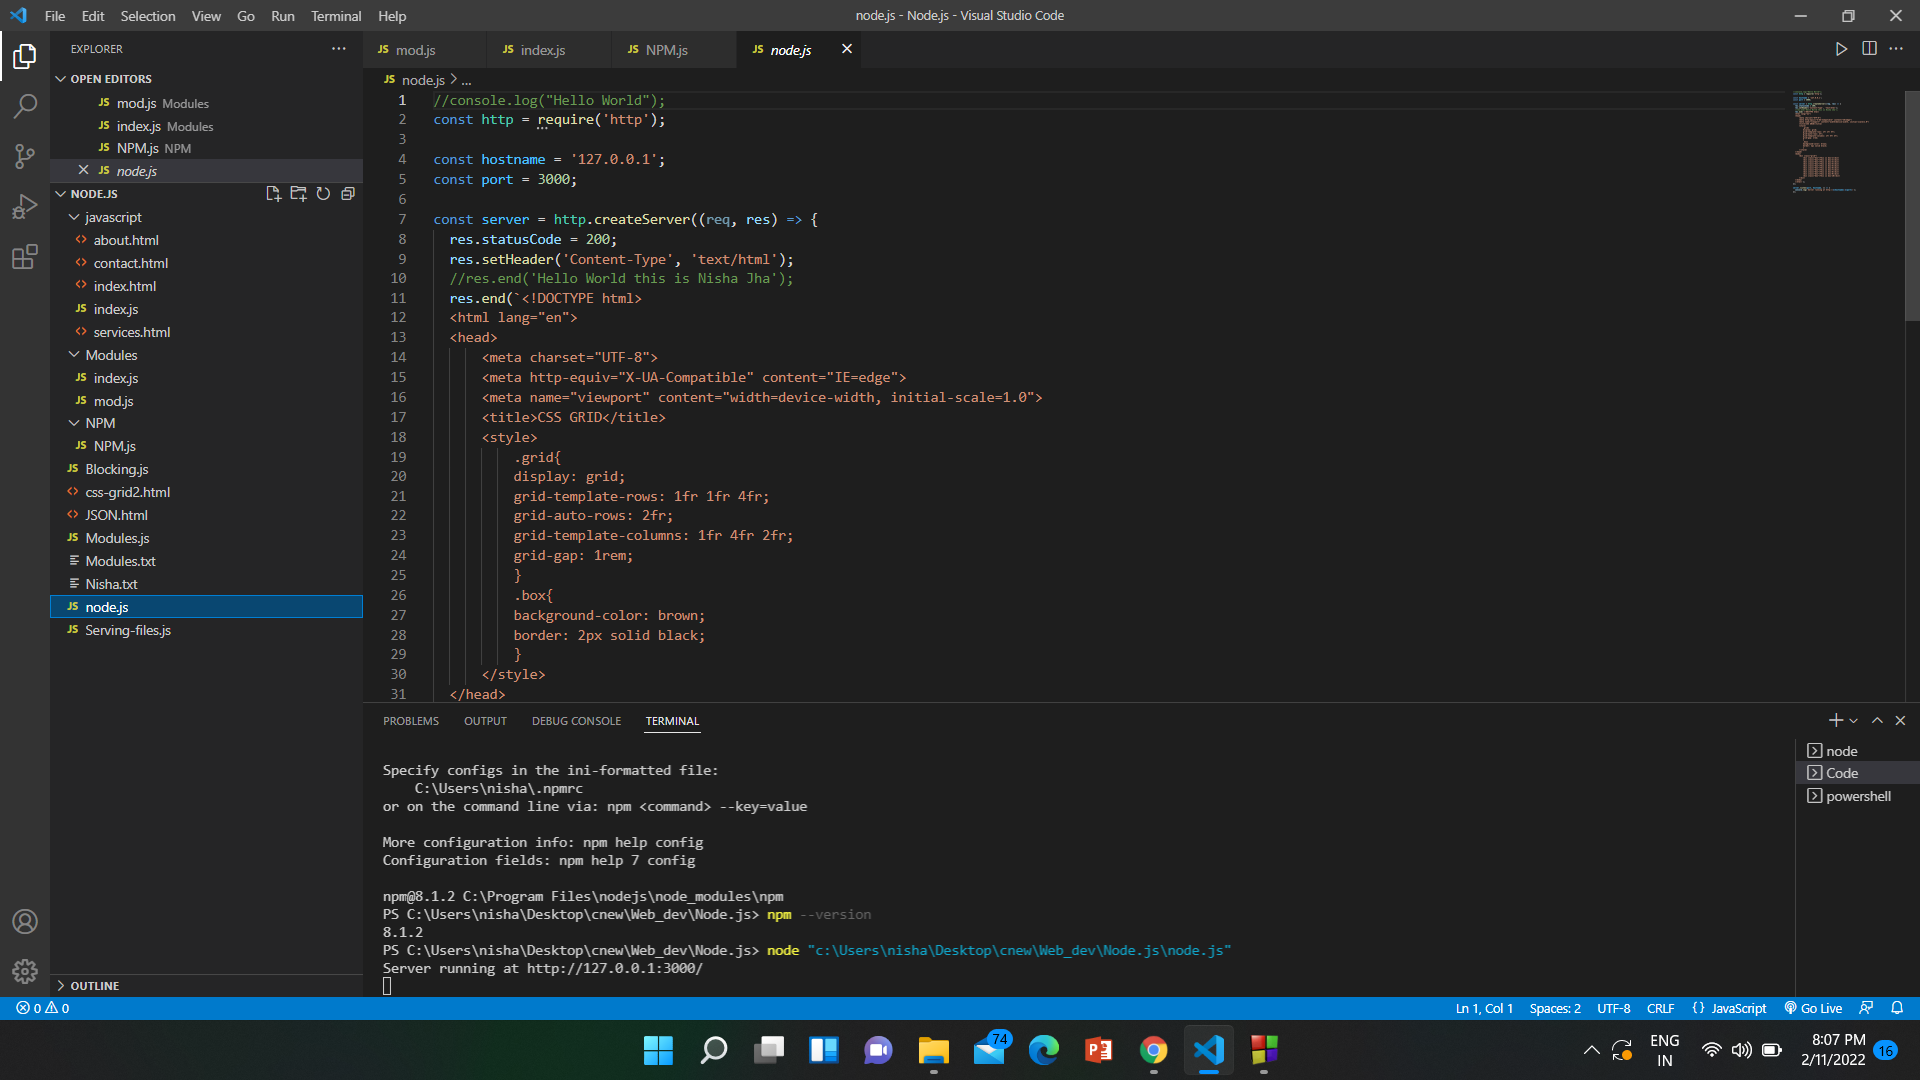 File Edit Selection View Go Run Terminal Help
node.js - Node.js - Visual Studio Code
EXPLORER
OPEN EDITORS
JS mod.js Modules
JS index.js Modules
JS NPM.js NPM
JS node.js
NODE.JS
javascript
<> about.html
<> contact.html
<> index.html
JS index.js
<> services.html
Modules
JS index.js
JS mod.js
NPM
JS NPM.js
JS Blocking.js
<> css-grid2.html
<> JSON.html
JS Modules.js
Modules.txt
Nisha.txt
JS node.js
JS Serving-files.js
OUTLINE
JS mod.js JS index.js JS NPM.js JS node.js
JS node.js > ...
1 //console.log("Hello World");
2 const http = require('http');
3
4 const hostname = '127.0.0.1';
5 const port = 3000;
6
7 const server = http.createServer((req, res) => {
8 res.statusCode = 200;
9 res.setHeader('Content-Type', 'text/html');
10 //res.end('Hello World this is Nisha Jha');
11 res.end(`<!DOCTYPE html>
12 <html lang="en">
13 <head>
14 <meta charset="UTF-8">
15 <meta http-equiv="X-UA-Compatible" content="IE=edge">
16 <meta name="viewport" content="width=device-width, initial-scale=1.0">
17 <title>CSS GRID</title>
18 <style>
19 .grid{
20 display: grid;
21 grid-template-rows: 1fr 1fr 4fr;
22 grid-auto-rows: 2fr;
23 grid-template-columns: 1fr 4fr 2fr;
24 grid-gap: 1rem;
25 }
26 .box{
27 background-color: brown;
28 border: 2px solid black;
29 }
30 </style>
31 </head>
PROBLEMS OUTPUT DEBUG CONSOLE TERMINAL
Specify configs in the ini-formatted file:
C:\Users\nisha\.npmrc
or on the command line via: npm <command> --key=value
More configuration info: npm help config
Configuration fields: npm help 7 config
npm@8.1.2 C:\Program Files\nodejs\node_modules\npm
PS C:\Users\nisha\Desktop\cnew\Web_dev\Node.js> npm --version
8.1.2
PS C:\Users\nisha\Desktop\cnew\Web_dev\Node.js> node "c:\Users\nisha\Desktop\cnew\Web_dev\Node.js\node.js"
Server running at http://127.0.0.1:3000/
node
Code
powershell
0 0
Ln 1, Col 1 Spaces: 2 UTF-8 CRLF {} JavaScript Go Live
74
P
ENG
IN
8:07 PM
2/11/2022
16